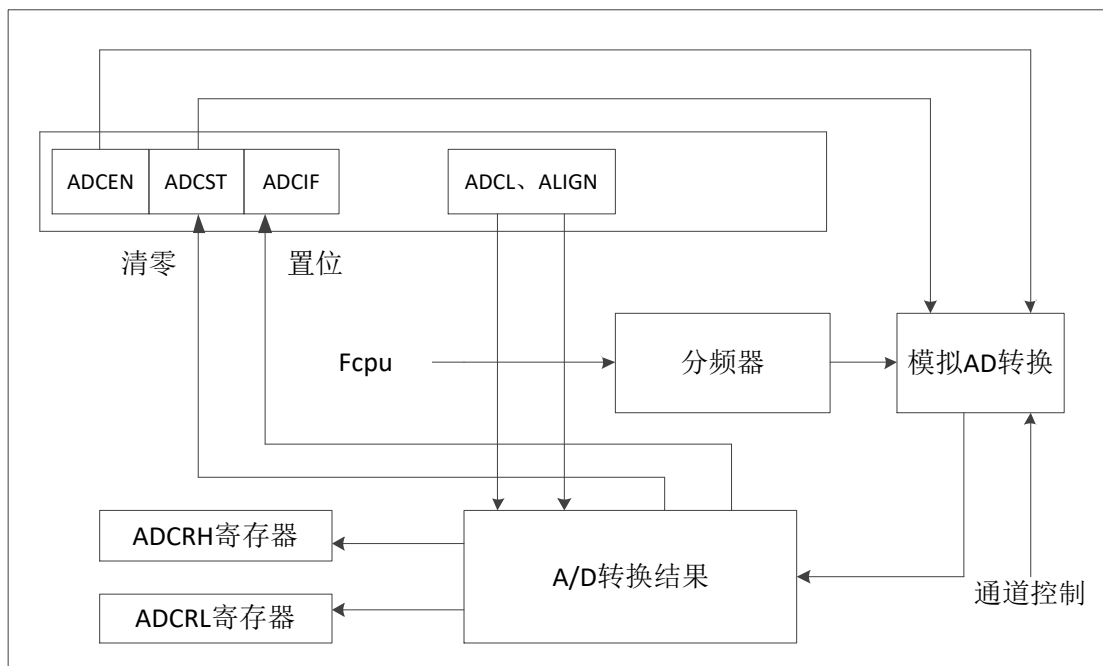 ADCEN
ADCST
ADCIF
ADCL、ALIGN
清零
置位
Fcpu
分频器
模拟AD转换
ADCRH寄存器
A/D转换结果
ADCRL寄存器
通道控制